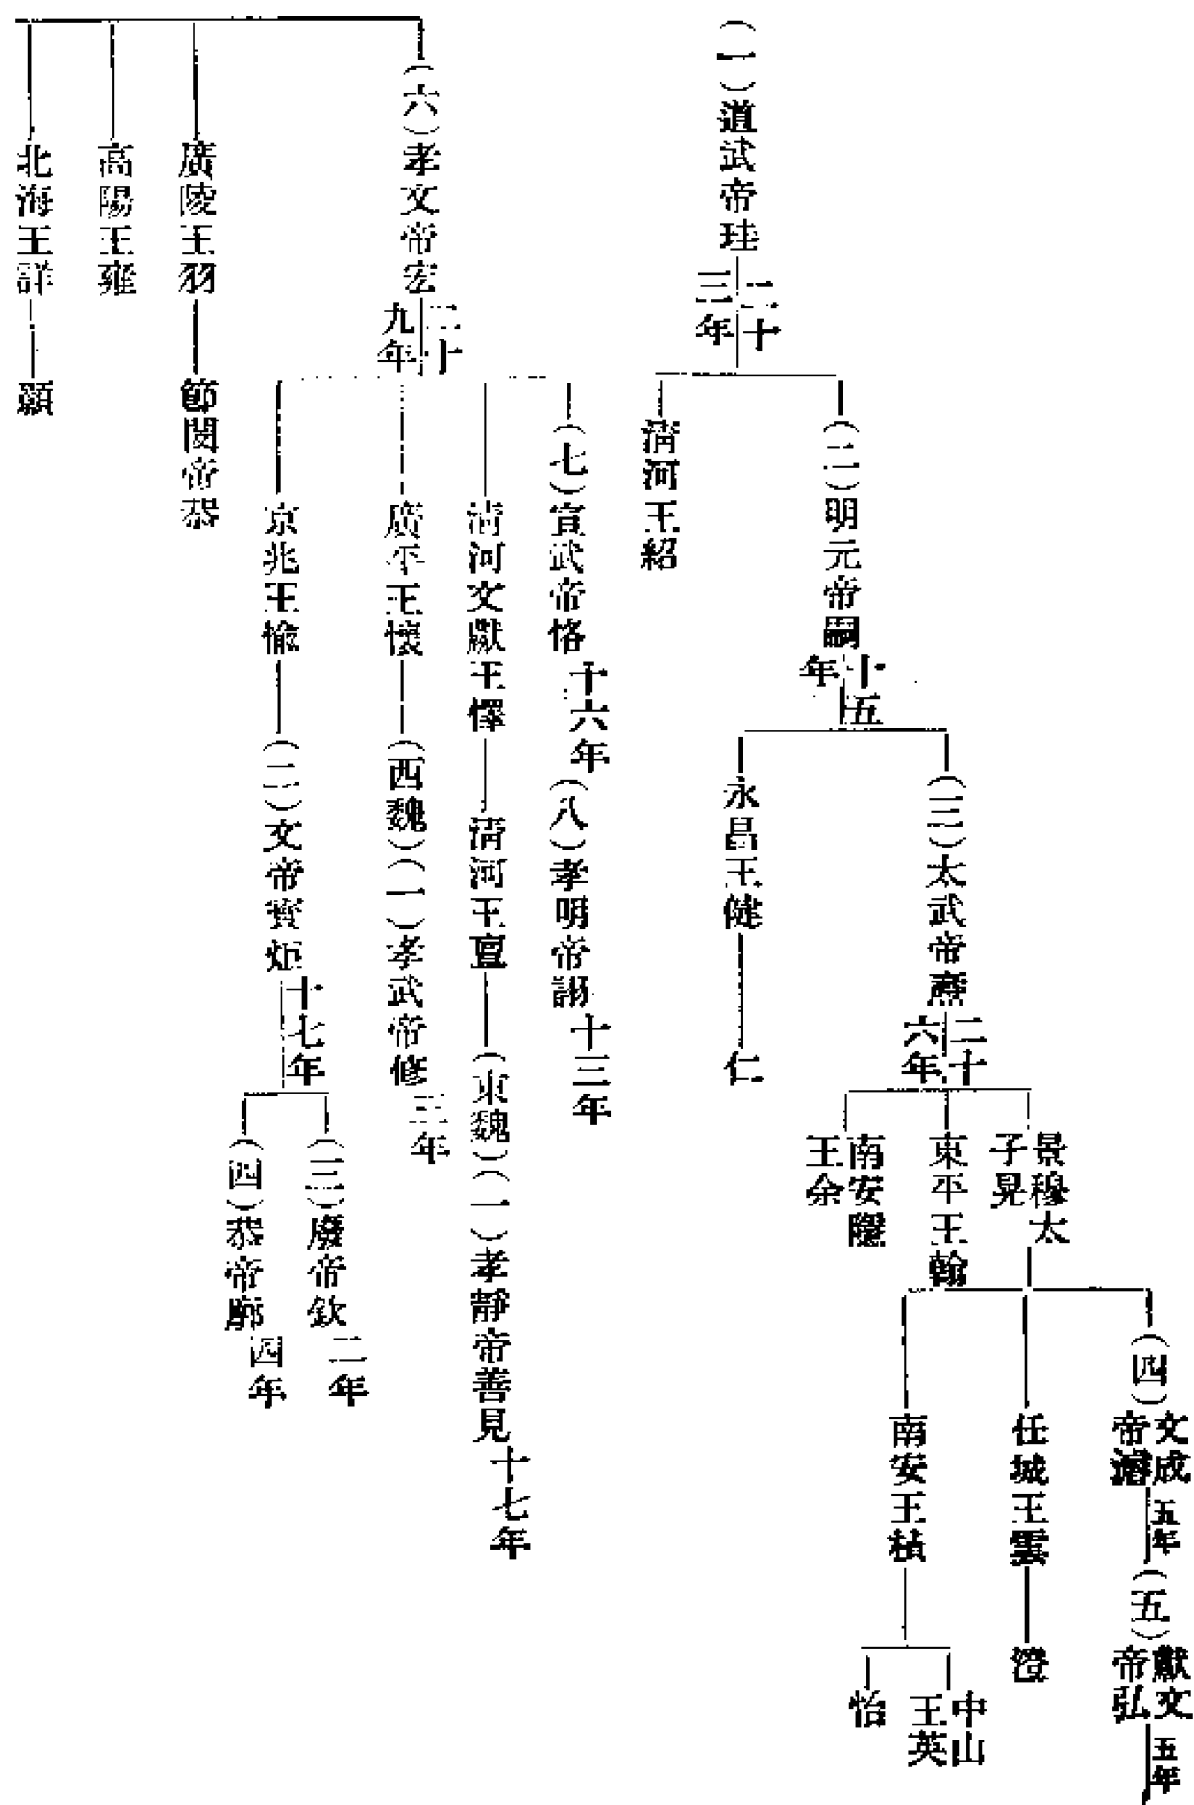 (一)道武帝珪
二十三年
(二)明元帝嗣
十五年
清河王紹
(三)太武帝燾
二十六年
永昌王健
仁
景穆太子晃
東平王翰
南安隱王余
(四)文成帝濬
五年
(五)獻文帝弘
五年
任城王雲
澄
南安王楨
中山王英
怡
(六)孝文帝宏
二十九年
廣陵王羽
節閔帝恭
高陽王雍
北海王詳
顥
(七)宣武帝恪
十六年
(八)孝明帝詡
十三年
清河文獻王懌
清河王亶
(東魏)(一)孝靜帝善見
十七年
廣平王懷
(西魏)(一)孝武帝修
三年
京兆王愉
(二)文帝寶炬
十七年
(三)廢帝欽
二年
(四)恭帝廓
四年